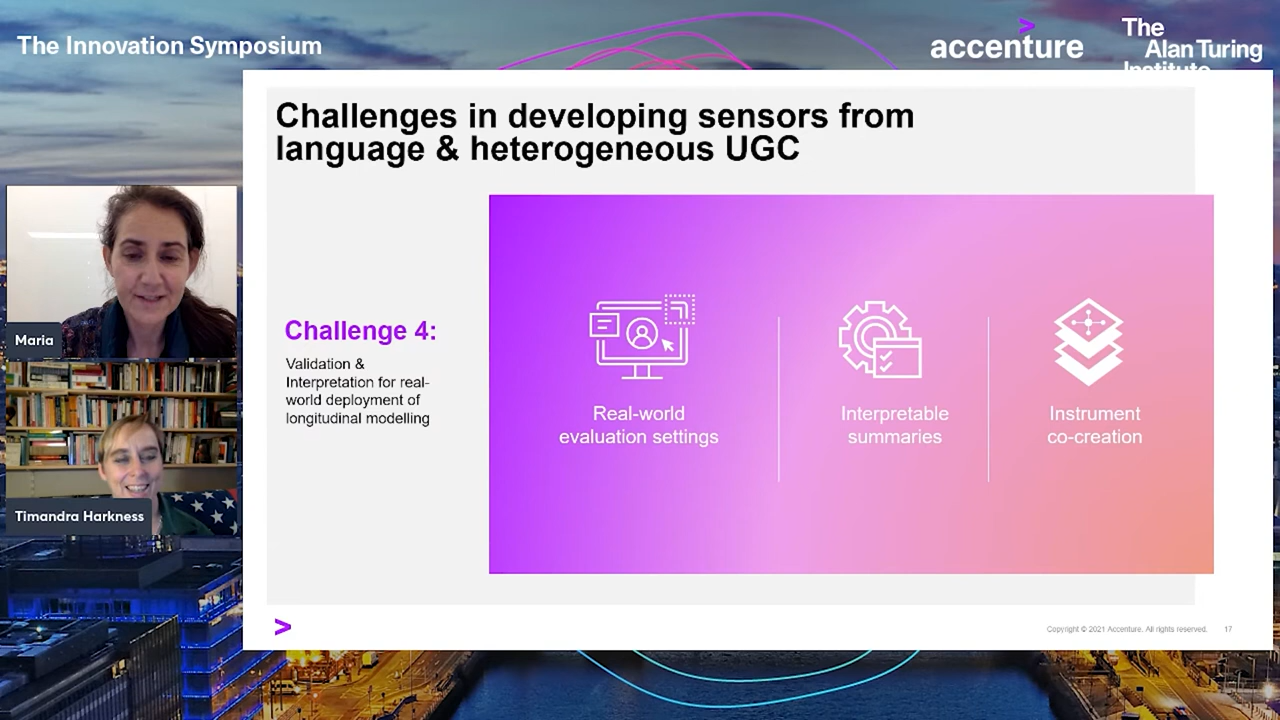 The Innovation Symposium
accenture
The
Alan Turing
Institute
Challenges in developing sensors from
language & heterogeneous UGC
Maria
Timandra Harkness
Challenge 4:
Validation &
Interpretation for real-
world deployment of
longitudinal modelling
Real-world
evaluation settings
Interpretable
summaries
Instrument
co-creation
Copyright © 2021 Accenture. All rights reserved.
17